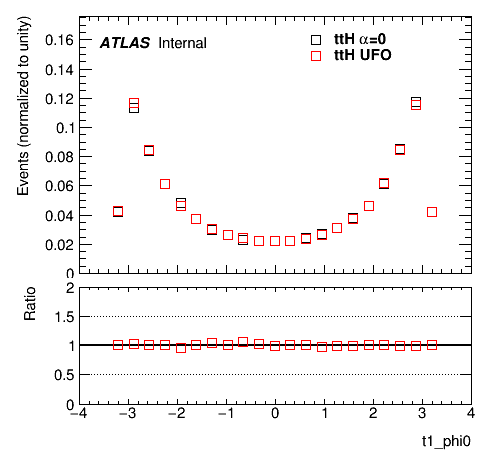 ATLAS Internal
ttH α=0
ttH UFO
Events (normalized to unity)
0.16
0.14
0.12
0.1
0.08
0.06
0.04
0.02
0
Ratio
2
1.5
1
0.5
0
−4 −3 −2 −1 0 1 2 3 4
t1_phi0